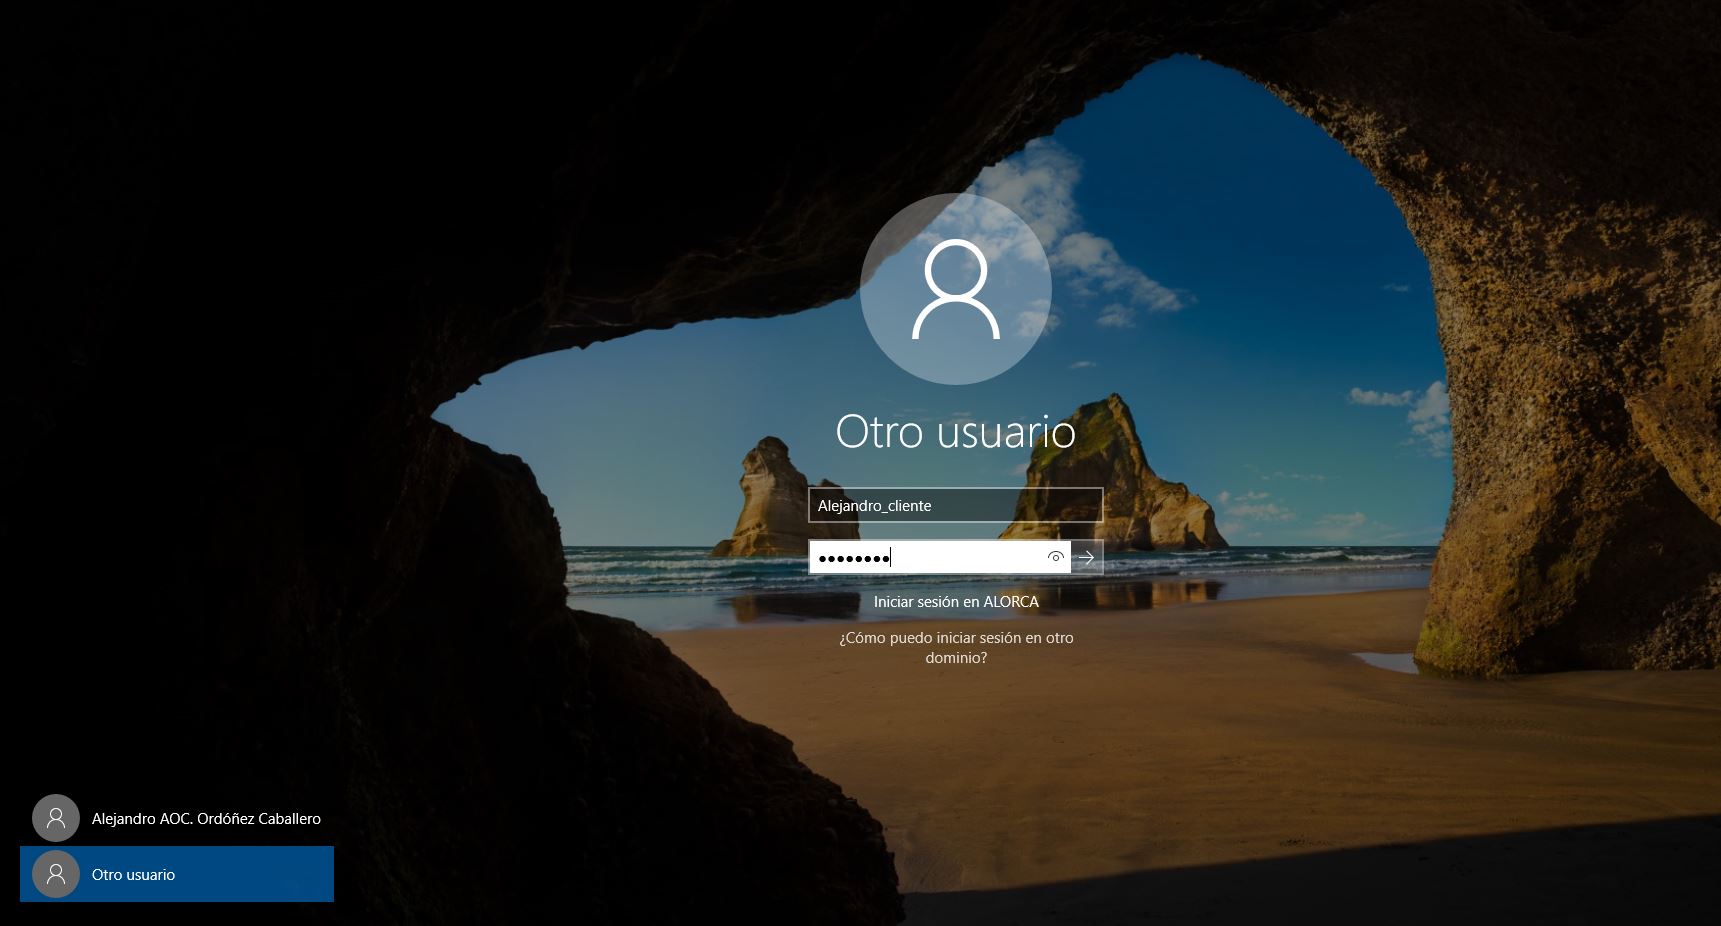 Otro usuario
Alejandro_cliente
Iniciar sesión en ALORCA
¿Cómo puedo iniciar sesión en otro
dominio?
Alejandro AOC. Ordóñez Caballero
Otro usuario